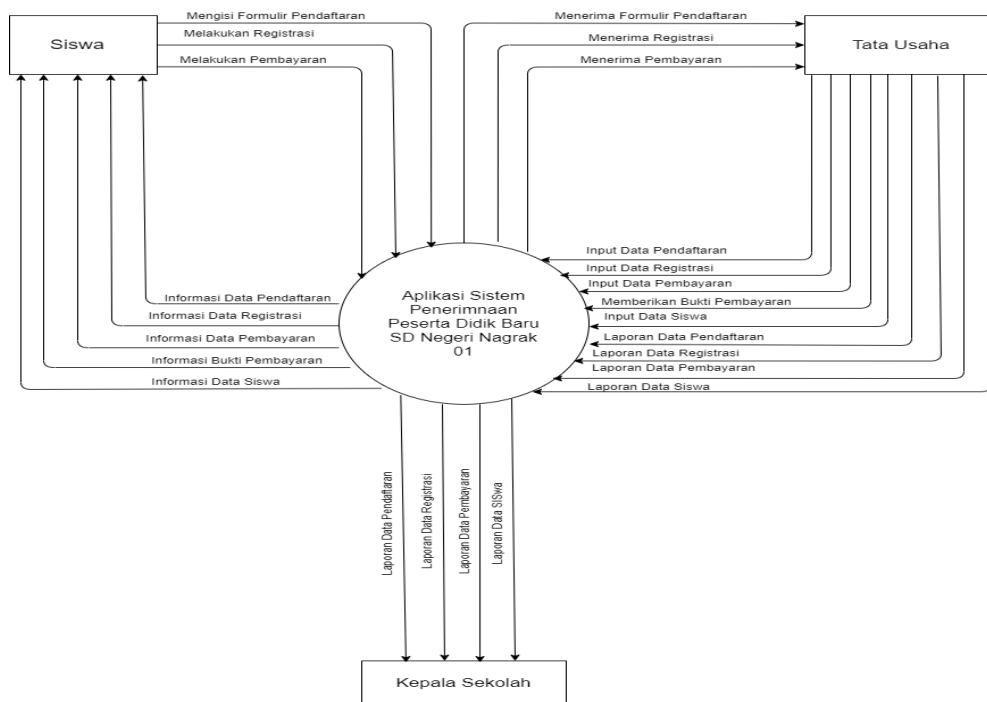 Siswa
Mengisi Formulir Pendaftaran
Melakukan Registrasi
Melakukan Pembayaran
Menerima Formulir Pendaftaran
Menerima Registrasi
Menerima Pembayaran
Tata Usaha
Input Data Pendaftaran
Input Data Registrasi
Input Data Pembayaran
Memberikan Bukti Pembayaran
Input Data Siswa
Laporan Data Pendaftaran
Laporan Data Registrasi
Laporan Data Pembayaran
Laporan Data Siswa
Aplikasi Sistem
Penerimnaan
Peserta Didik Baru
SD Negeri Nagrak
01
Informasi Data Pendaftaran
Informasi Data Registrasi
Informasi Data Pembayaran
Informasi Bukti Pembayaran
Informasi Data Siswa
Laporan Data Pendaftaran
Laporan Data Registrasi
Laporan Data Pembayaran
Laporan Data SISwa
Kepala Sekolah